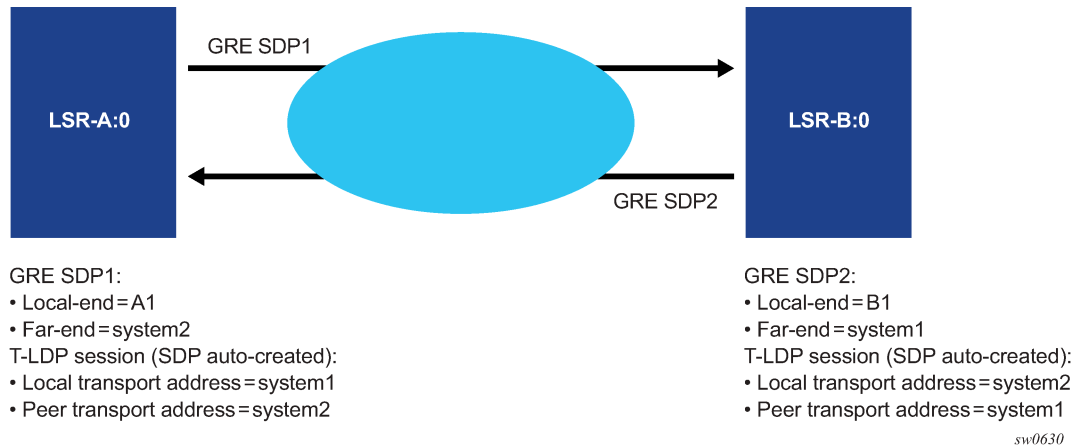 GRE SDP1
LSR-A:0
LSR-B:0
GRE SDP2
GRE SDP1:
• Local-end=A1
• Far-end=system2
T-LDP session (SDP auto-created):
• Local transport address=system1
• Peer transport address=system2
GRE SDP2:
• Local-end=B1
• Far-end=system1
T-LDP session (SDP auto-created):
• Local transport address=system2
• Peer transport address=system1
sw0630